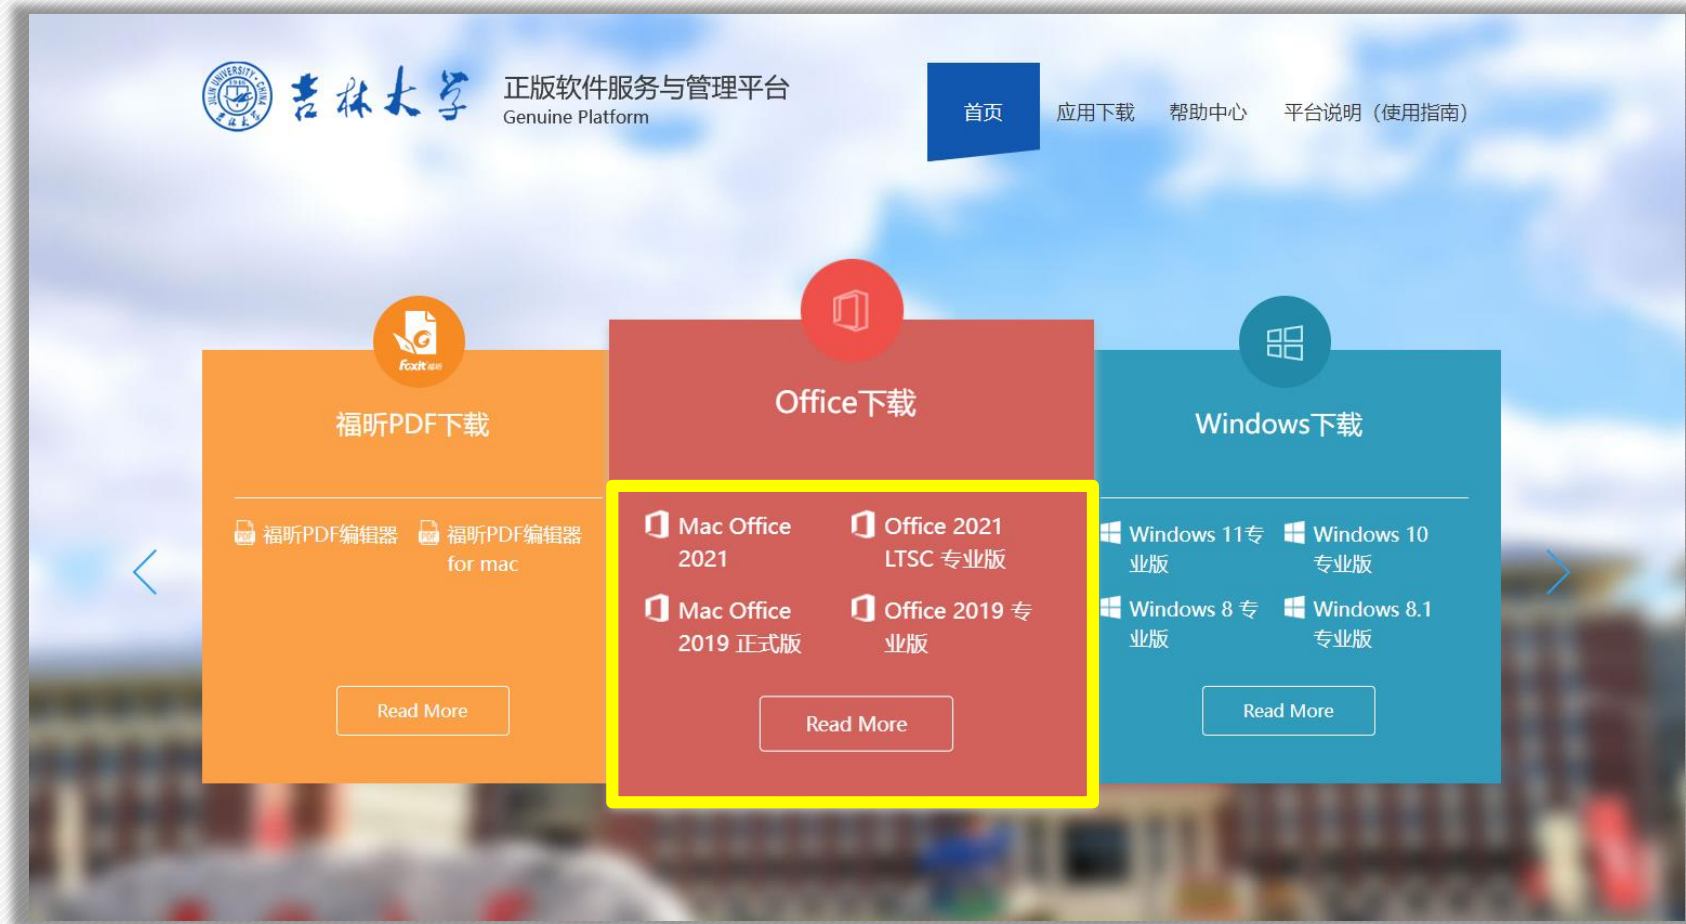 JILIN UNIVERSITY·CHINA
吉林大学
正版软件服务与管理平台
Genuine Platform
首页
应用下载
帮助中心
平台说明（使用指南）
foxit 福昕
福昕PDF下载
福昕PDF编辑器
福昕PDF编辑器
for mac
Read More
Office下载
Mac Office
2021
Office 2021
LTSC 专业版
Mac Office
2019 正式版
Office 2019 专
业版
Read More
Windows下载
Windows 11专
业版
Windows 10
专业版
Windows 8 专
业版
Windows 8.1
专业版
Read More